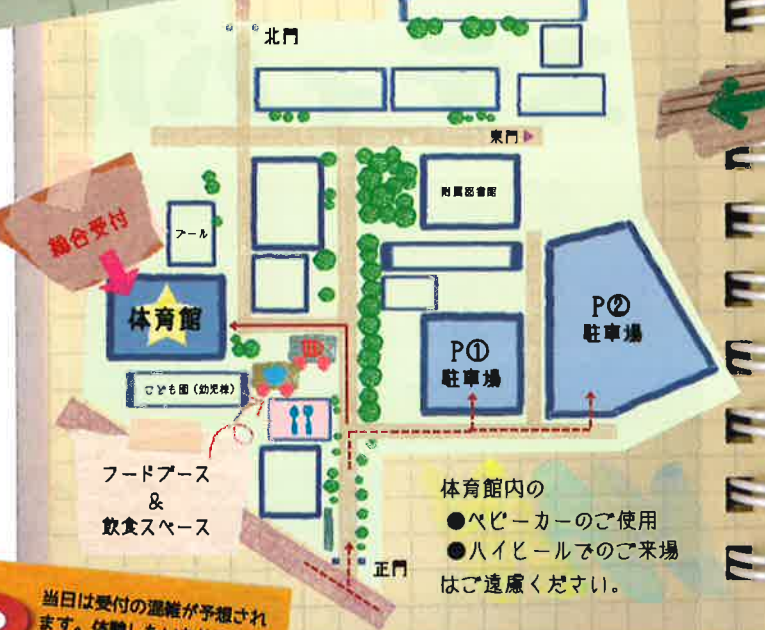 北門
東門
附属図書館
総合受付
プール
体育館
P②
駐車場
P①
駐車場
こども園(幼児棟)
フードブース
&
飲食スペース
体育館内の
●ベビーカーのご使用
●ハイヒールでのご来場
はご遠慮ください。
正門
当日は受付の混雑が予想され
ます。